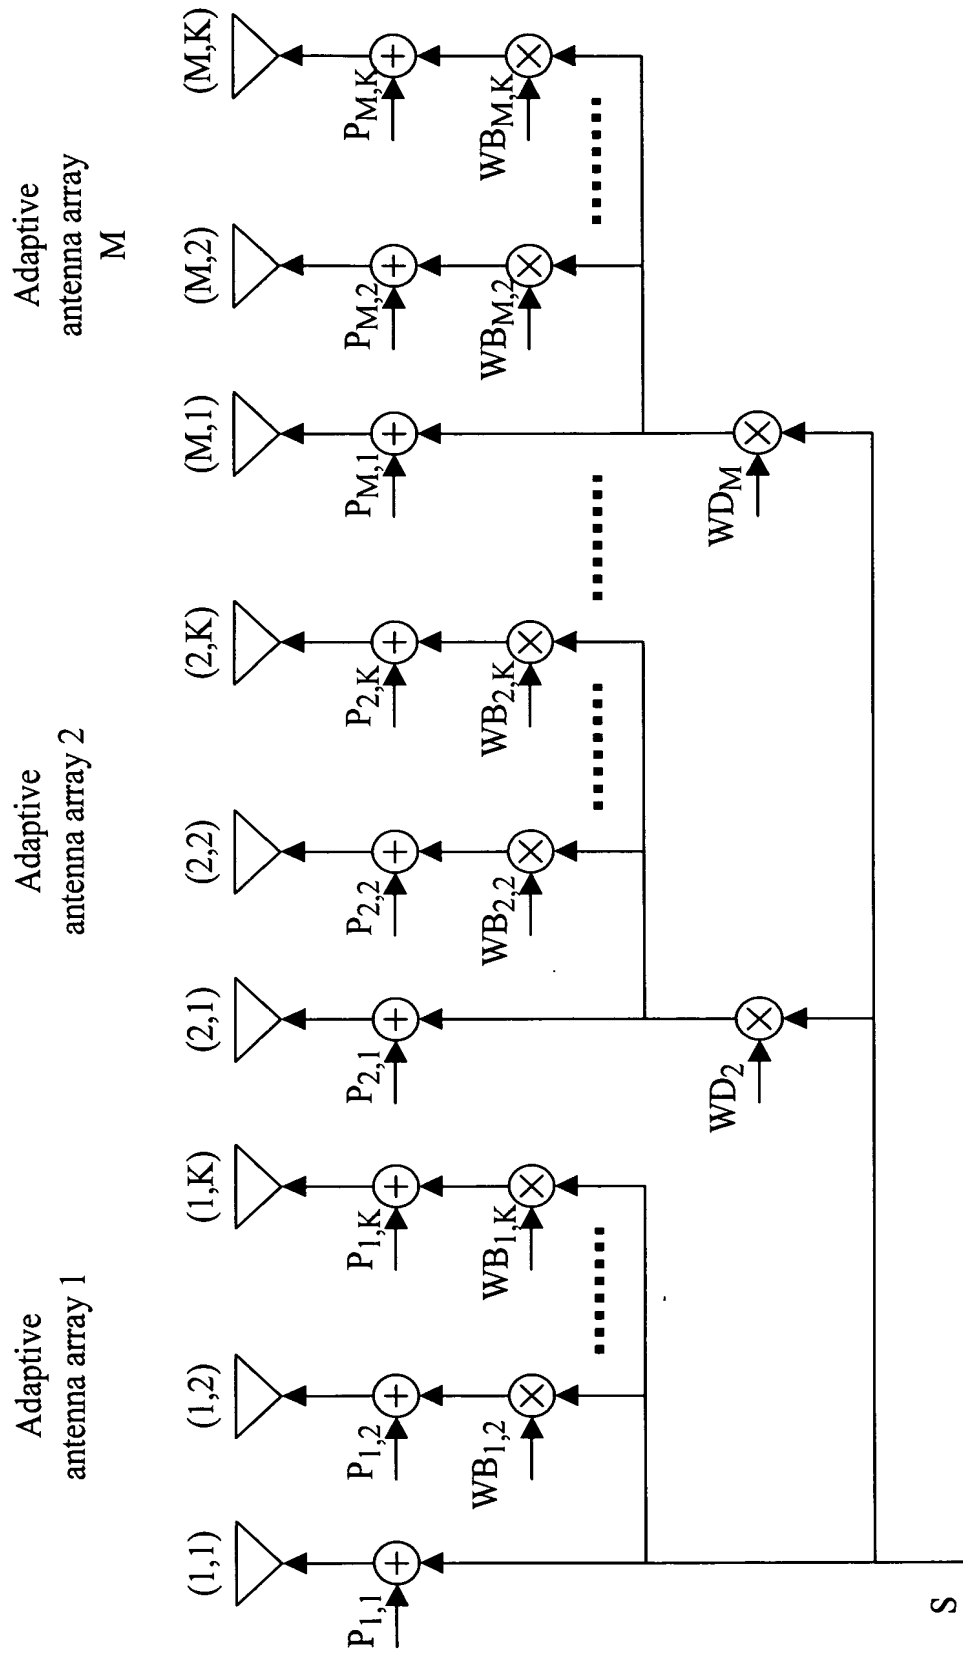 Adaptive
antenna array 1
Adaptive
antenna array 2
Adaptive
antenna array
M
(1,1)
(1,2)
(1,K)
(2,1)
(2,2)
(2,K)
(M,1)
(M,2)
(M,K)
P1,1
P1,2
P1,K
P2,1
P2,2
P2,K
PM,1
PM,2
PM,K
WB1,2
WB1,K
WB2,2
WB2,K
WBM,2
WBM,K
WD2
WDM
S